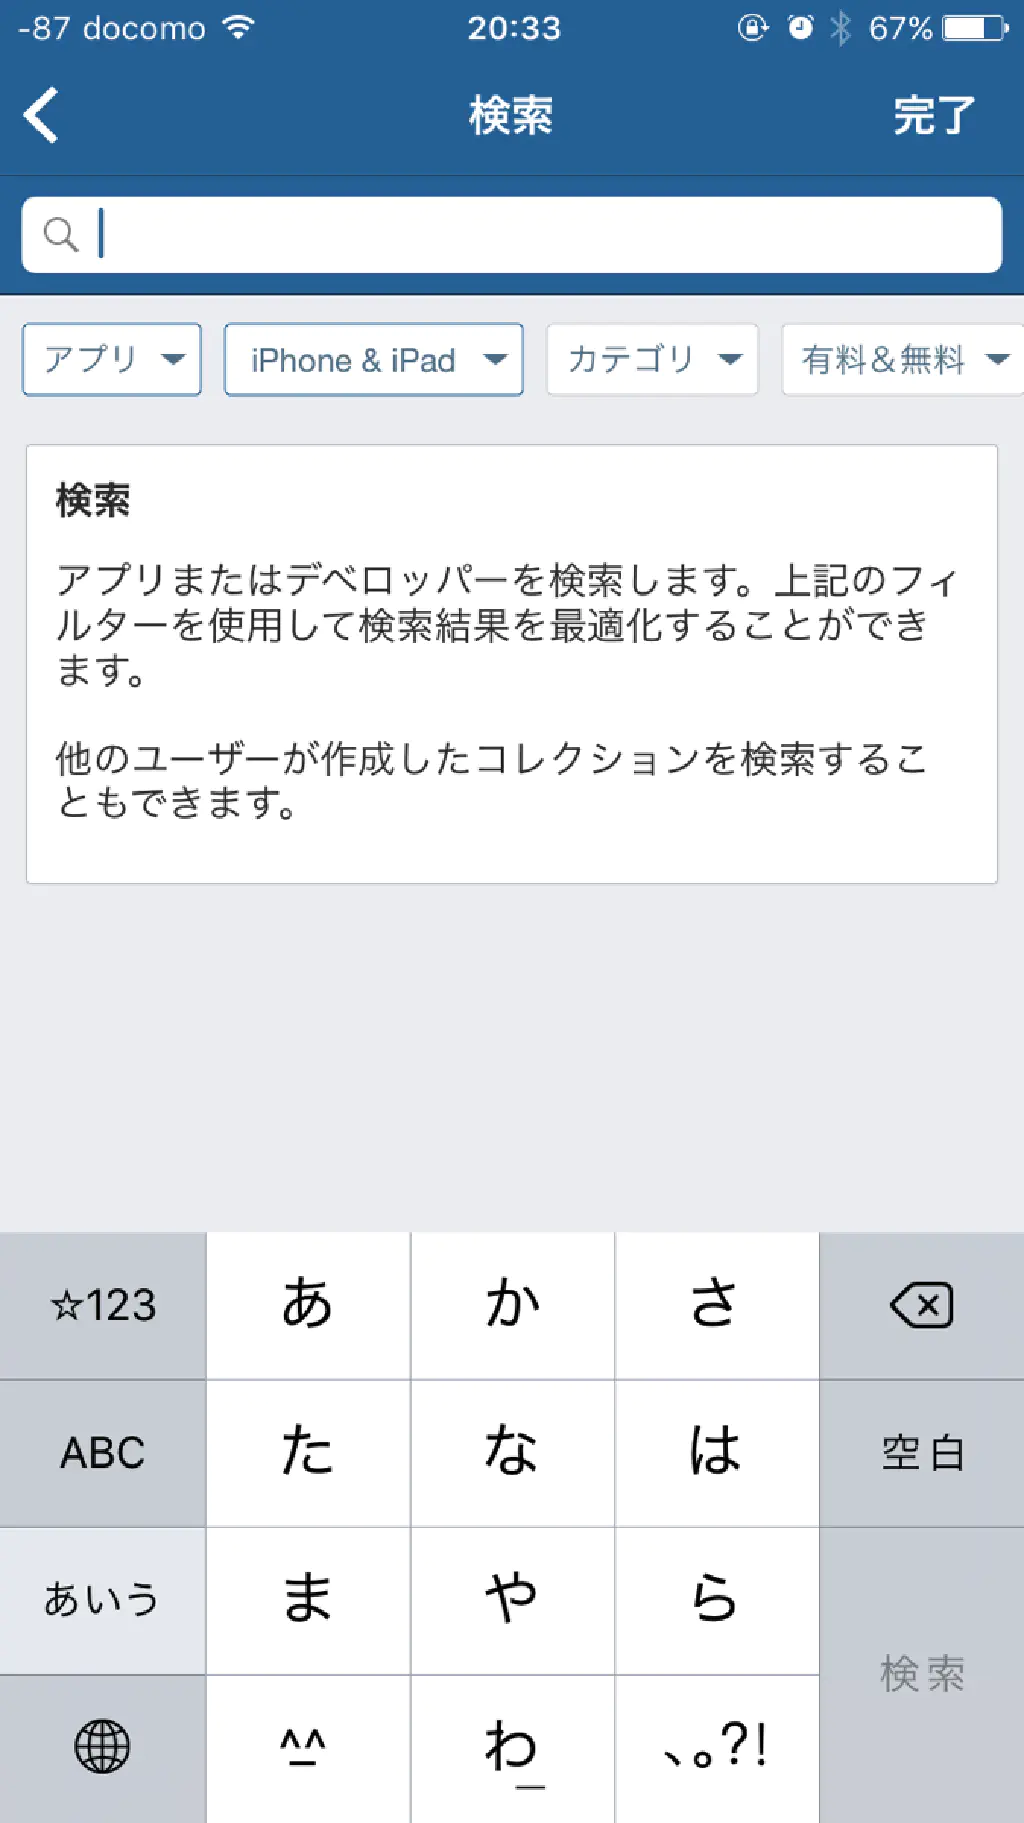 -87 docomo 20:33 67%
検索 完了
アプリ iPhone & iPad カテゴリ 有料&無料
検索
アプリまたはデベロッパーを検索します。上記のフィ
ルターを使用して検索結果を最適化することができ
ます。
他のユーザーが作成したコレクションを検索するこ
ともできます。
☆123 あ か さ
ABC た な は 空白
あいう ま や ら
検索
^_^ わ_ 、。?!